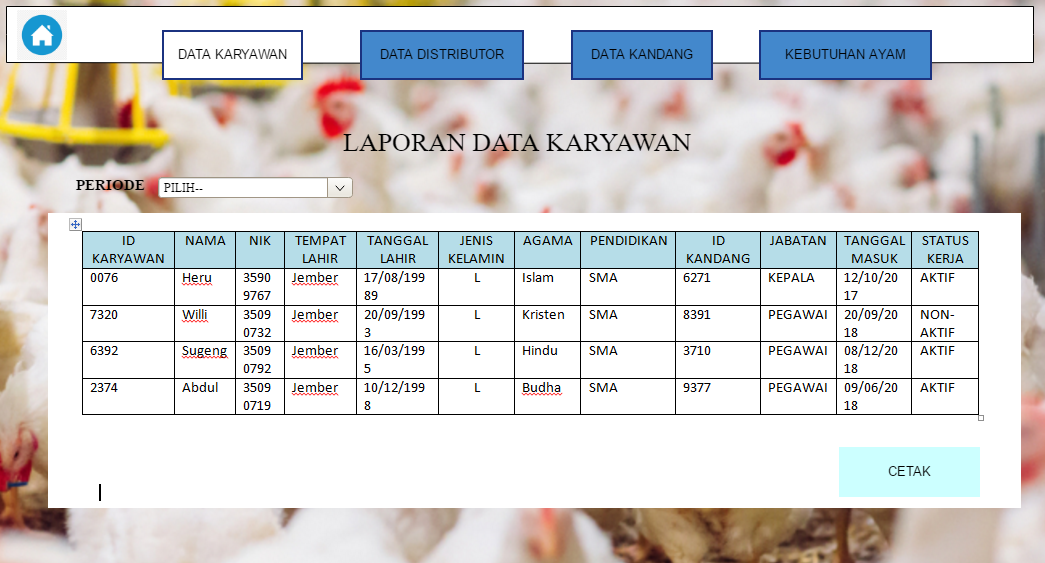 DATA KARYAWAN DATA DISTRIBUTOR DATA KANDANG KEBUTUHAN AYAM
LAPORAN DATA KARYAWAN
PERIODE PILIH--
ID KARYAWAN NAMA NIK TEMPAT LAHIR TANGGAL LAHIR JENIS KELAMIN AGAMA PENDIDIKAN ID KANDANG JABATAN TANGGAL MASUK STATUS KERJA
0076 Heru 35909767 Jember 17/08/19989 L Islam SMA 6271 KEPALA 12/10/2017 AKTIF
7320 Willi 35090732 Jember 20/09/1993 L Kristen SMA 8391 PEGAWAI 20/09/2018 NON-AKTIF
6392 Sugeng 35090792 Jember 16/03/1995 L Hindu SMA 3710 PEGAWAI 08/12/2018 AKTIF
2374 Abdul 35090719 Jember 10/12/1998 L Budha SMA 9377 PEGAWAI 09/06/2018 AKTIF
CETAK